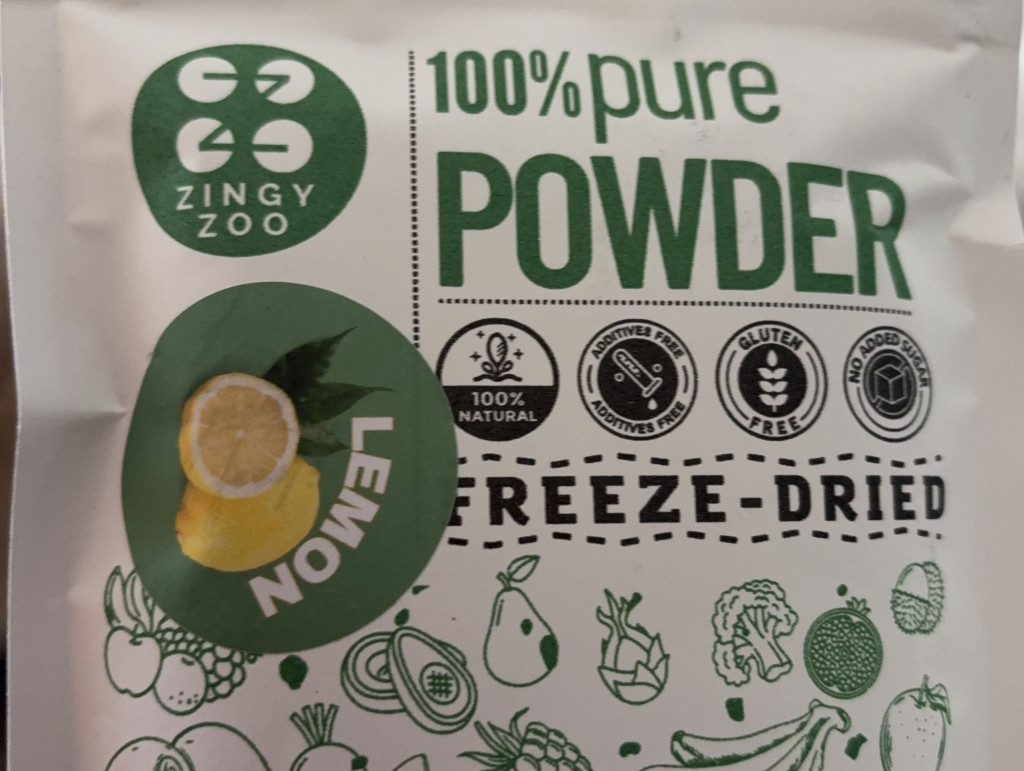 ZINGY
ZOO
100% pure
POWDER
100%
NATURAL
ADDITIVES FREE
ADDITIVES FREE
GLUTEN
FREE
NO ADDED SUGAR
FREEZE-DRIED
LEMON